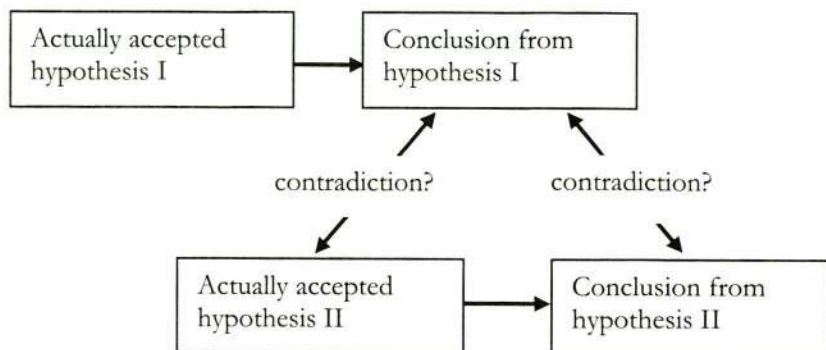 Actually accepted
hypothesis I
Conclusion from
hypothesis I
contradiction?
contradiction?
Actually accepted
hypothesis II
Conclusion from
hypothesis II